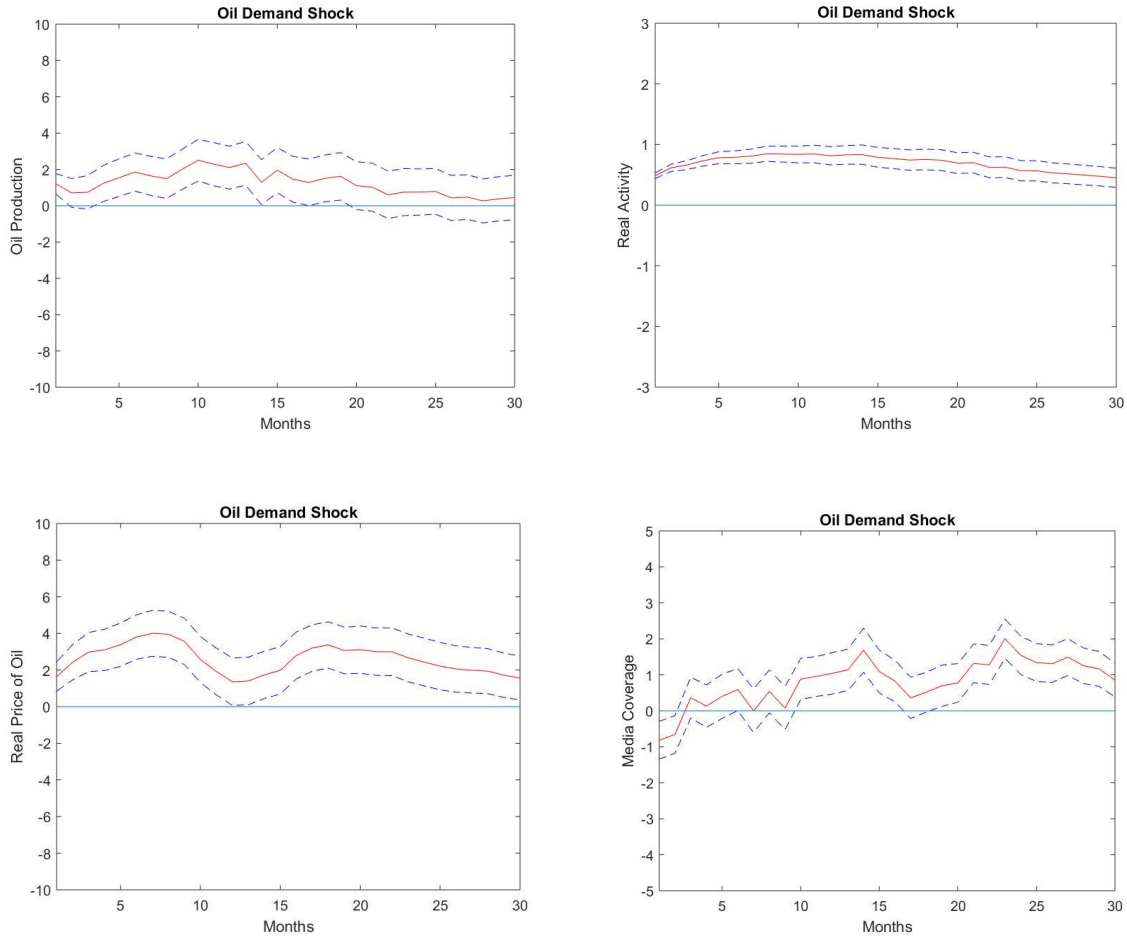 Oil Demand Shock
10
8
6
4
2
0
-2
-4
-6
-8
-10
Oil Production
5 10 15 20 25 30
Months
Oil Demand Shock
3
2
1
0
-1
-2
-3
Real Activity
5 10 15 20 25 30
Months
Oil Demand Shock
10
8
6
4
2
0
-2
-4
-6
-8
-10
Real Price of Oil
5 10 15 20 25 30
Months
Oil Demand Shock
5
4
3
2
1
0
-1
-2
-3
-4
-5
Media Coverage
5 10 15 20 25 30
Months